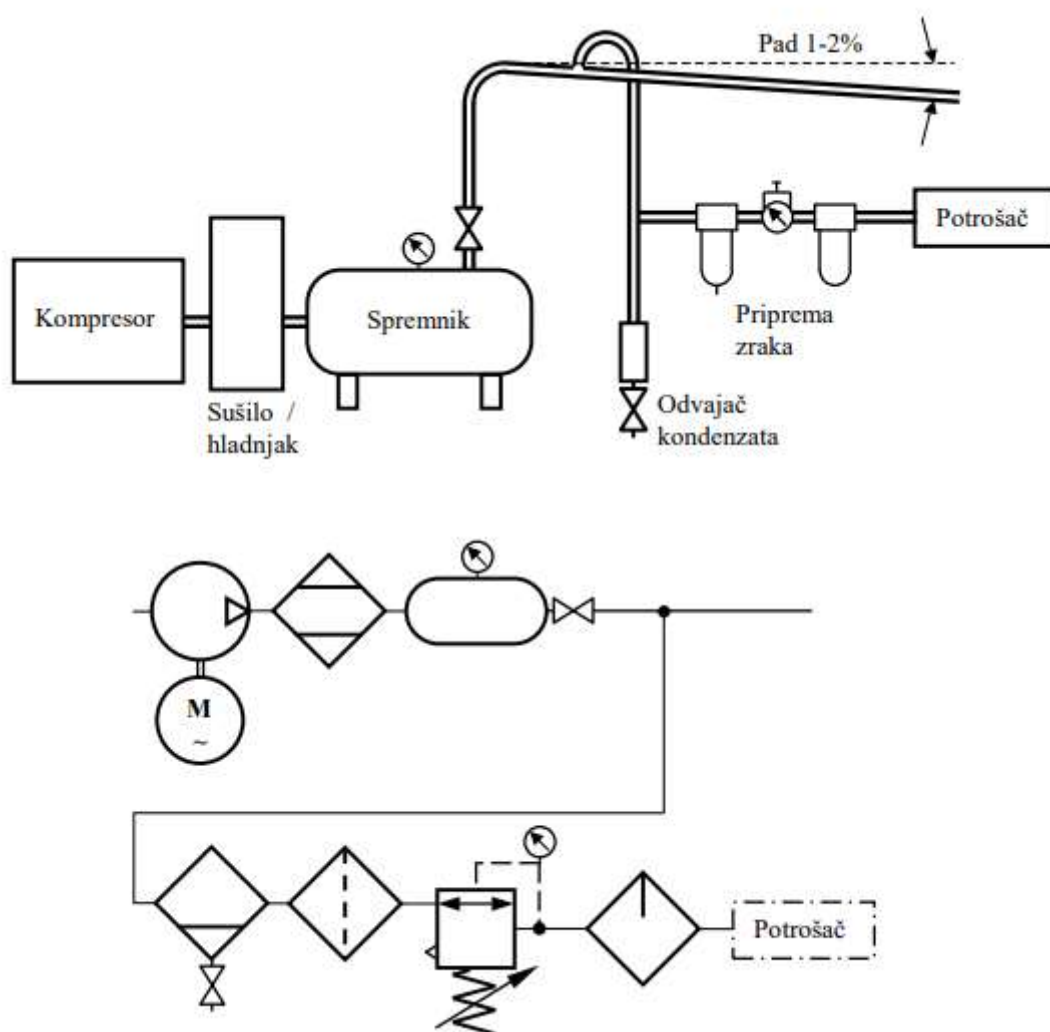 Pad 1-2%
Potrošač
Kompresor
Spremnik
Priprema
zraka
Sušilo /
hladnjak
Odvajač
kondenzata
M
~
Potrošač